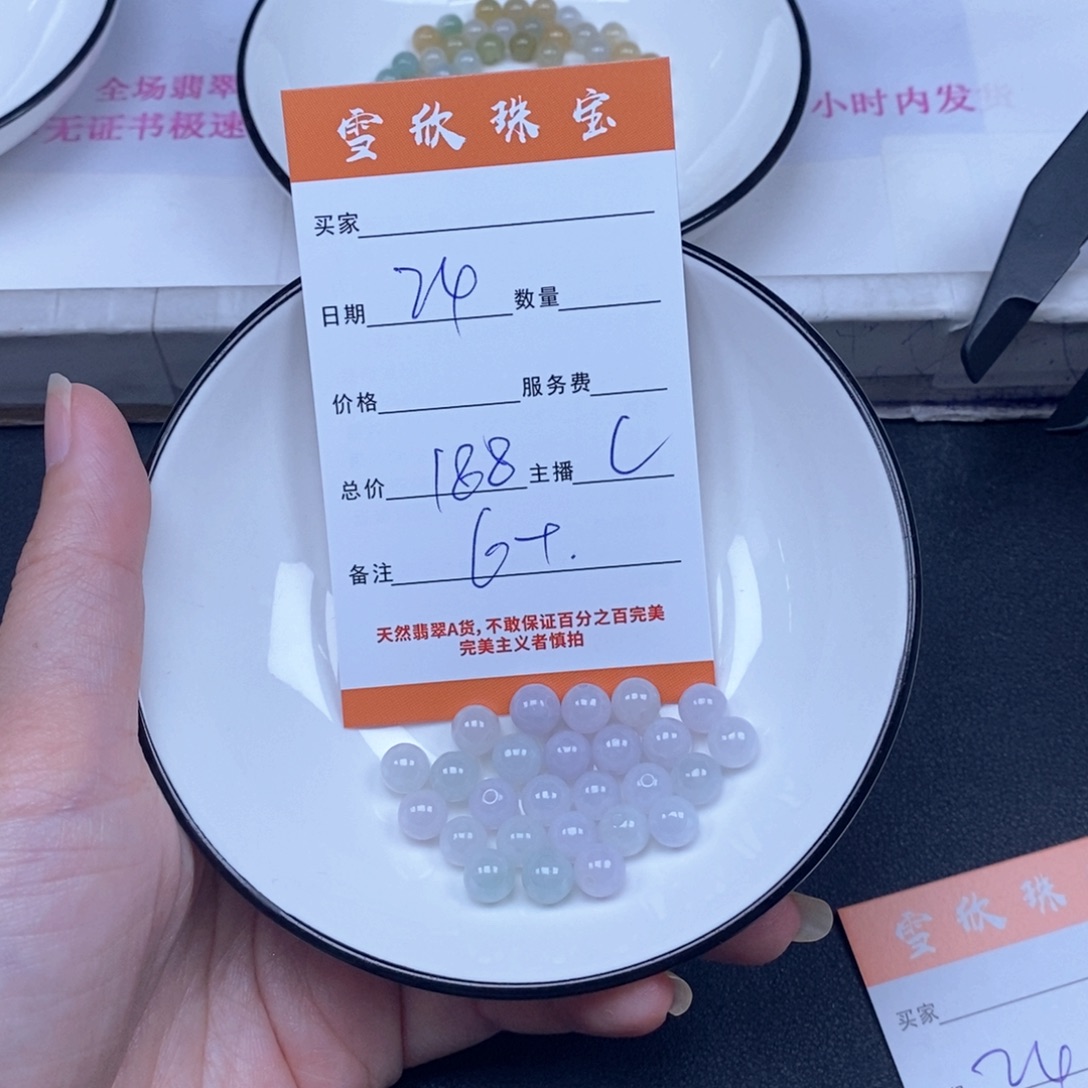 全场翡翠
无证书极速
小时内发货
雪欣珠宝
买家
日期 24 数量
价格 服务费
总价 188 主播 C
备注 6+.
天然翡翠A货,不敢保证百分之百完美
完美主义者慎拍
雪欣珠
买家
24